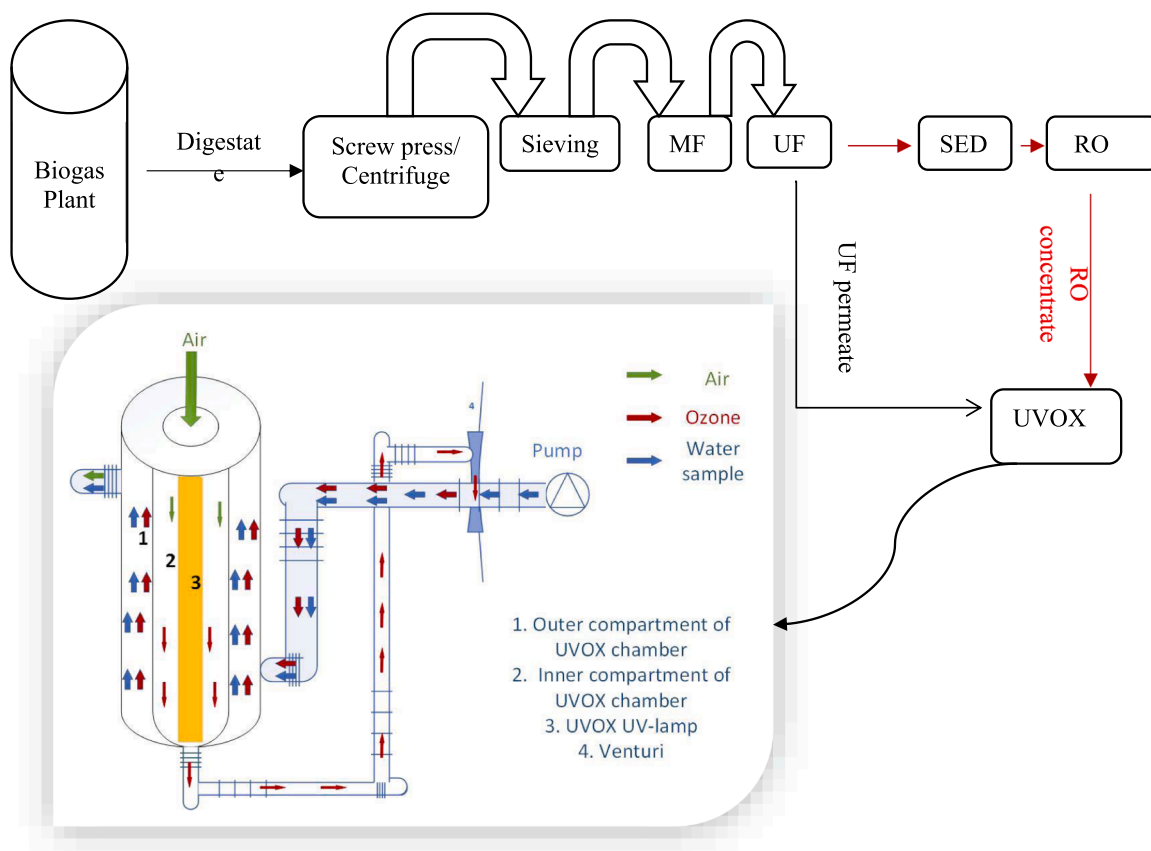 Biogas
Plant
Digestat
e
Screw press/
Centrifuge
Sieving
MF
UF
SED
RO
UF permeate
RO
concentrate
UVOX
Air
Air
Ozone
Water
sample
4
Pump
1
2
3
1. Outer compartment of
UVOX chamber
2. Inner compartment of
UVOX chamber
3. UVOX UV-lamp
4. Venturi